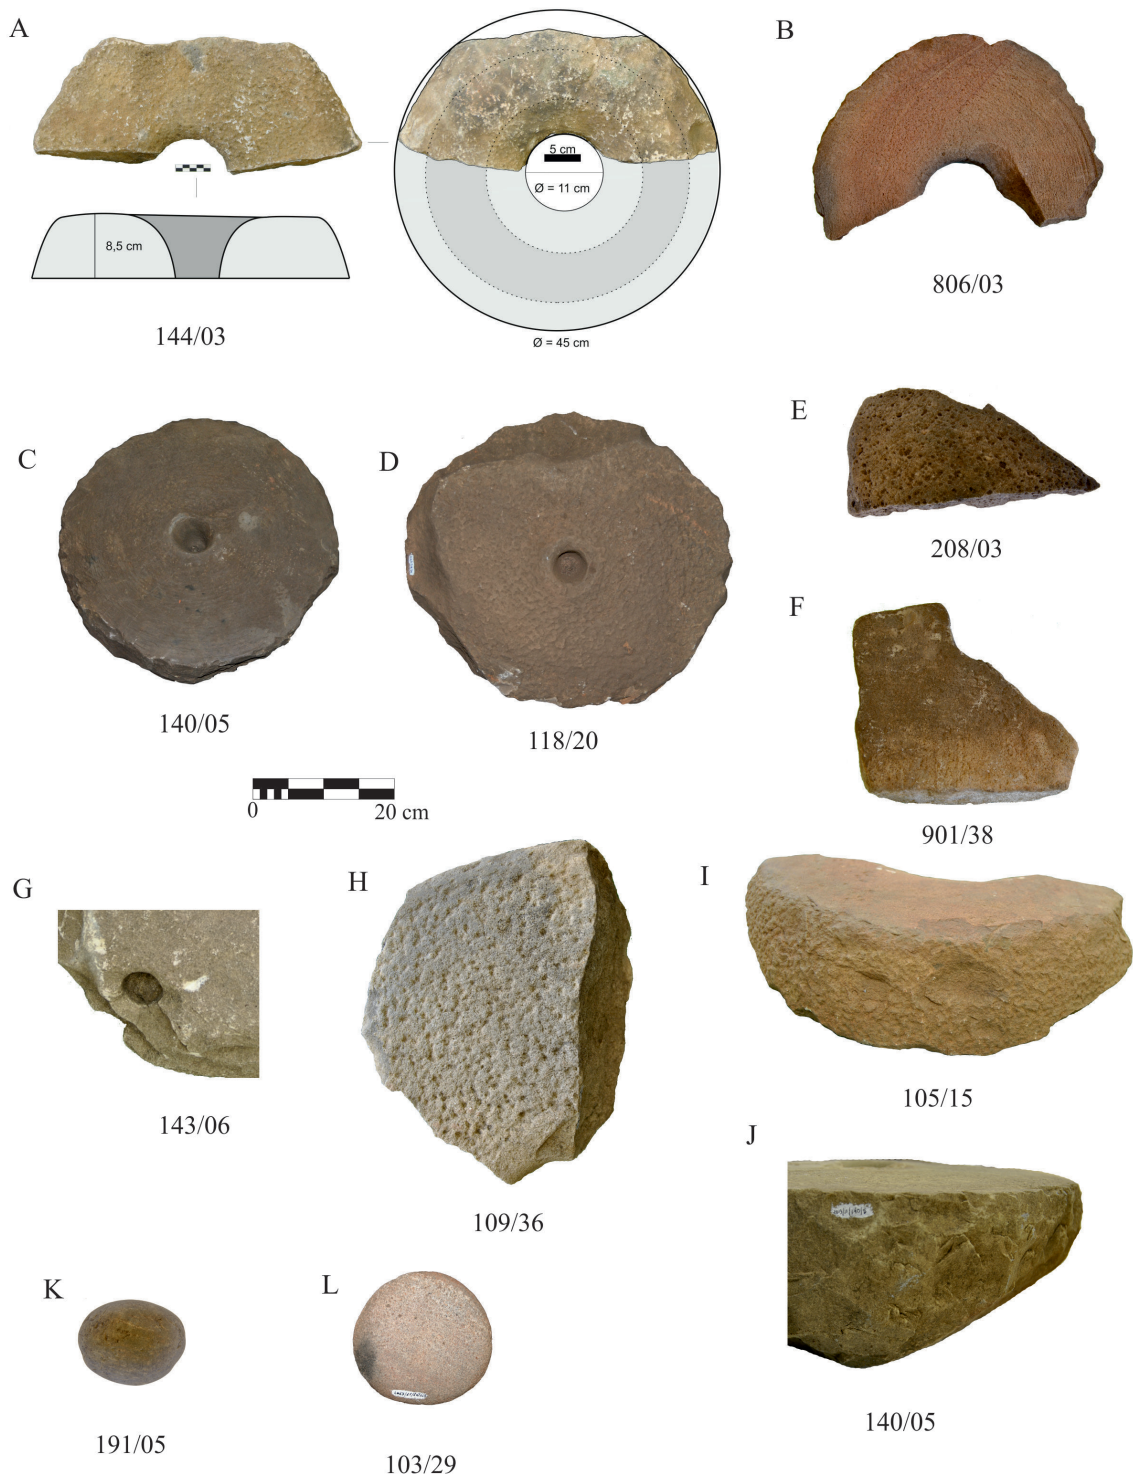 A
B
5 cm
Ø = 11 cm
8,5 cm
806/03
144/03
Ø = 45 cm
E
C
D
208/03
F
140/05
118/20
0 20 cm
901/38
G
H
I
143/06
105/15
J
109/36
K
L
140/05
191/05
103/29